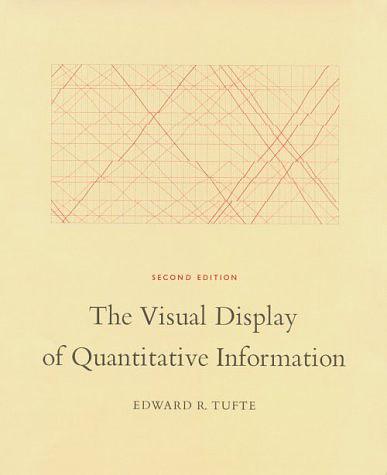 SECOND EDITION
The Visual Display
of Quantitative Information
EDWARD R. TUFTE